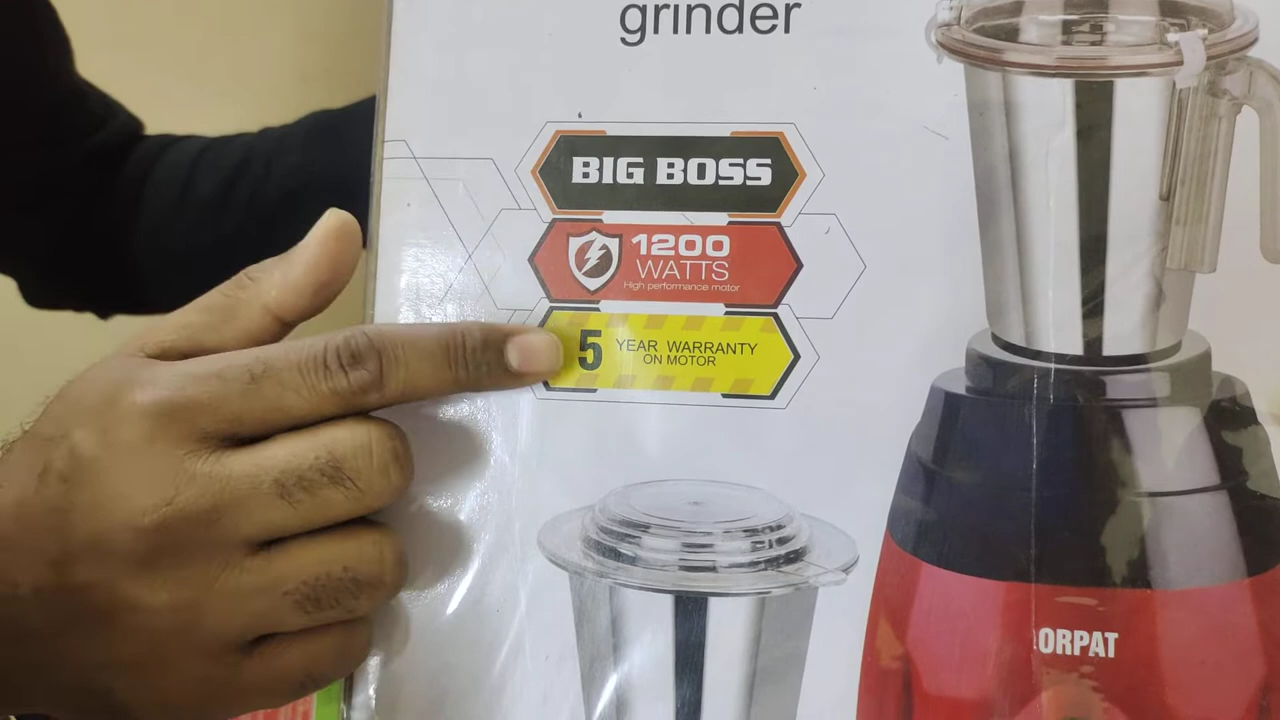 grinder
BIG BOSS
1200
WATTS
High performance motor
5 YEAR WARRANTY
ON MOTOR
ORPAT